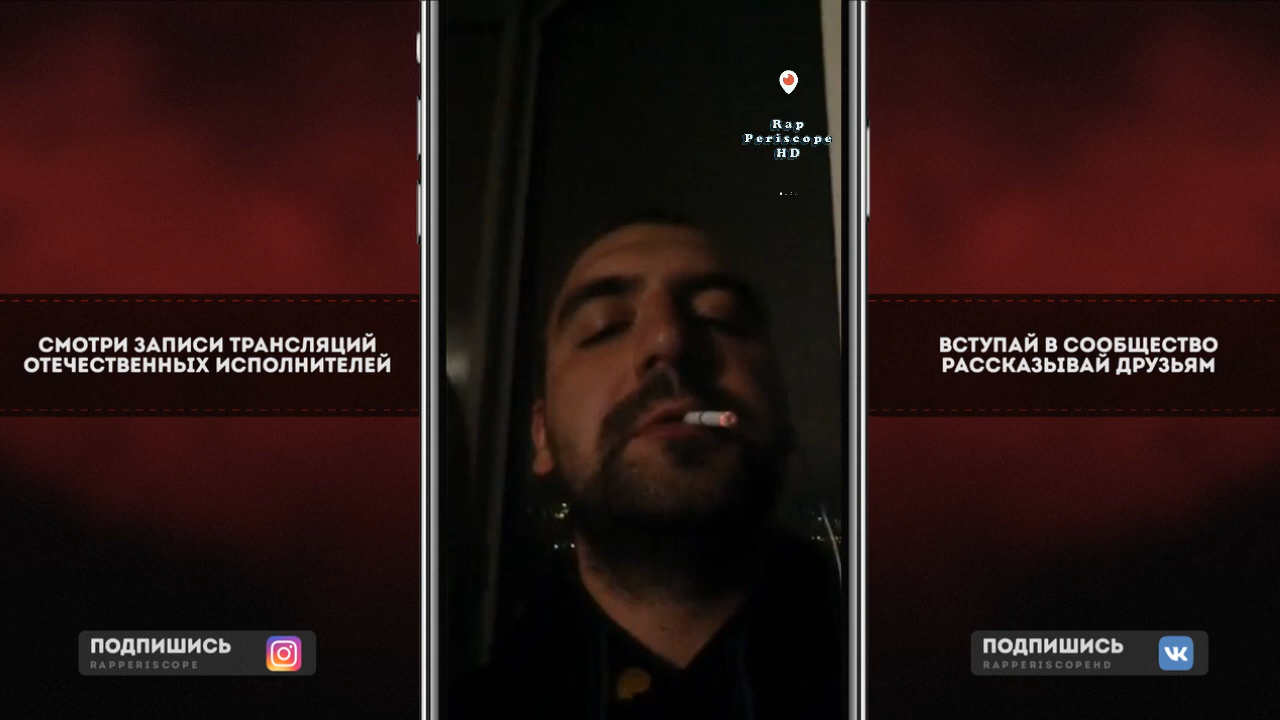 Rap
Periscope
HD
СМОТРИ ЗАПИСИ ТРАНСЛЯЦИЙ
ОТЕЧЕСТВЕННЫХ ИСПОЛНИТЕЛЕЙ
ВСТУПАЙ В СООБЩЕСТВО
РАССКАЗЫВАЙ ДРУЗЬЯМ
ПОДПИШИСЬ
RAPPERISCOPE
ПОДПИШИСЬ
RAPPERISCOPEHD